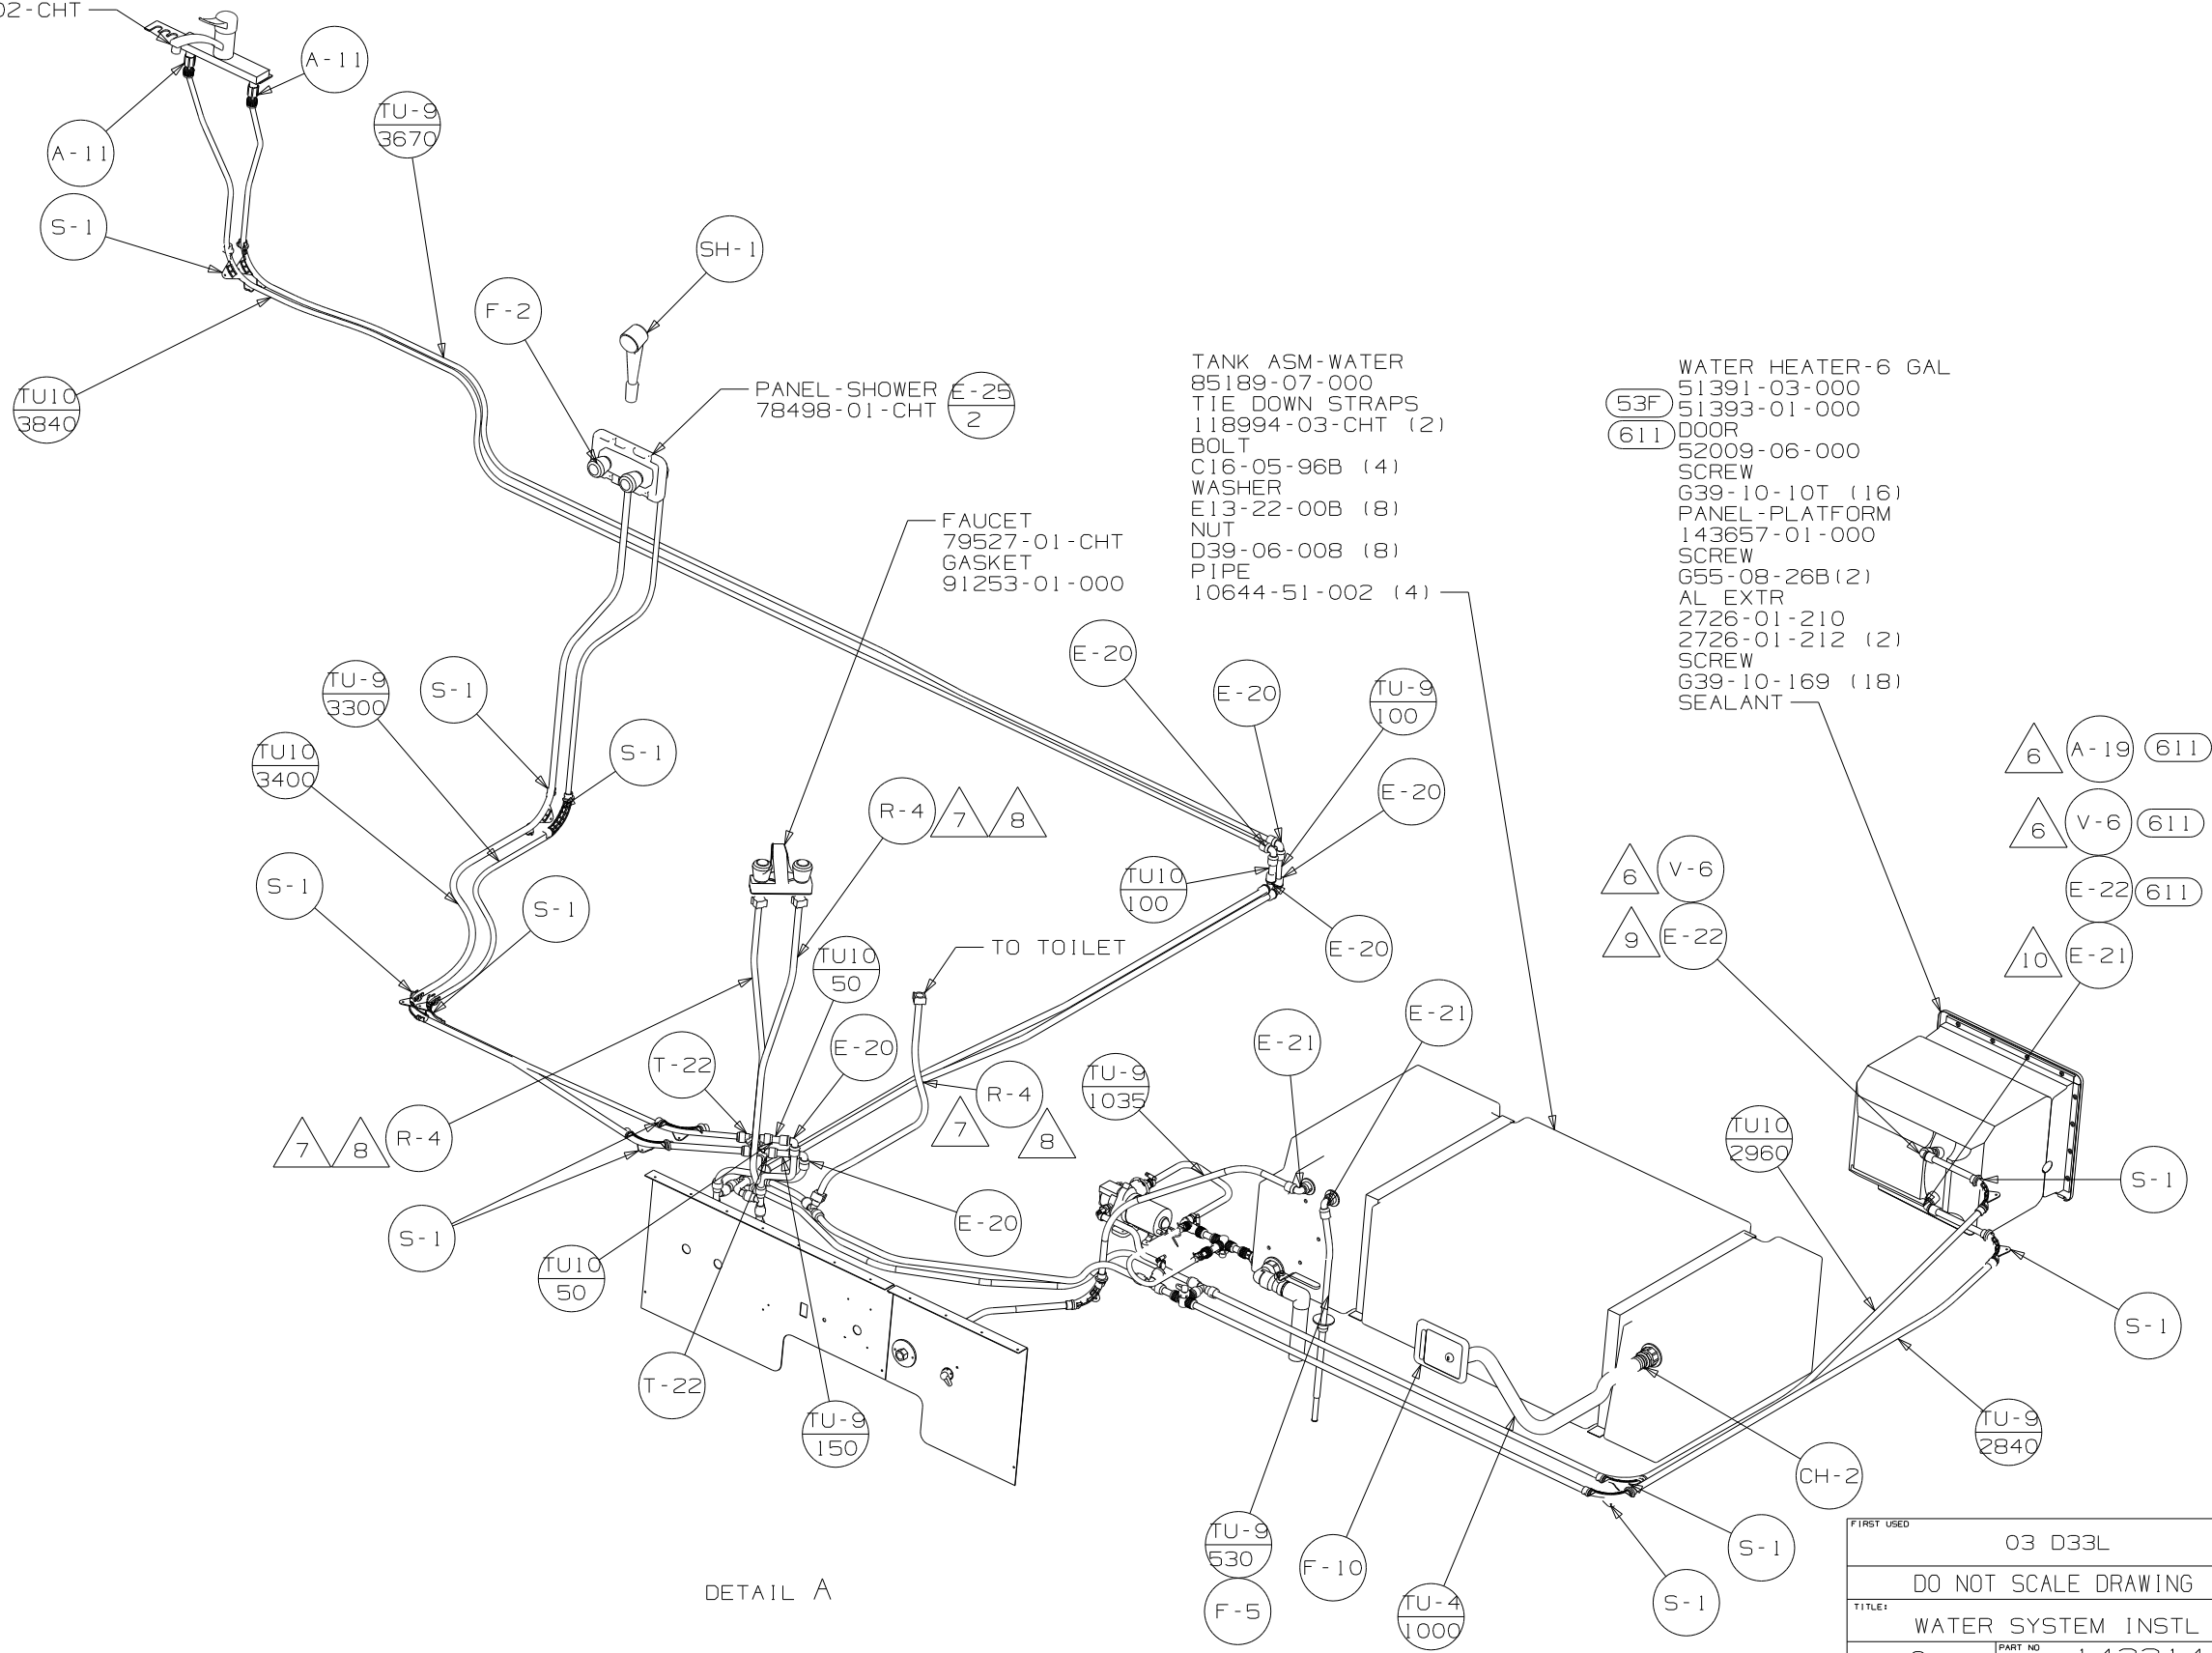 02-CHT
A-11
A-11
TU-9
3670
S-1
SH-1
F-2
TU10
3840
PANEL-SHOWER
78498-01-CHT
E-25
2
TANK ASM-WATER
85189-07-000
TIE DOWN STRAPS
118994-03-CHT (2)
BOLT
C16-05-96B (4)
WASHER
E13-22-00B (8)
NUT
D39-06-008 (8)
PIPE
10644-51-002 (4)
WATER HEATER-6 GAL
51391-03-000
53F
51393-01-000
611
DOOR
52009-06-000
SCREW
G39-10-10T (16)
PANEL-PLATFORM
143657-01-000
SCREW
G55-08-26B(2)
AL EXTR
2726-01-210
2726-01-212 (2)
SCREW
G39-10-169 (18)
SEALANT
FAUCET
79527-01-CHT
GASKET
91253-01-000
E-20
E-20
TU-9
100
E-20
TU10
100
E-20
TU-9
3300
S-1
S-1
TU10
3400
R-4
7
8
S-1
S-1
6
A-19
611
6
V-6
611
E-22
611
10
E-21
6
V-6
9
E-22
TO TOILET
TU10
50
E-20
T-22
R-4
7
8
7
8
R-4
TU-9
1035
E-21
E-21
TU10
2960
S-1
S-1
S-1
TU10
50
E-20
T-22
TU-9
150
TU-9
2840
CH-2
TU-9
530
F-5
F-10
TU-4
1000
S-1
S-1
DETAIL A
FIRST USED
03 D33L
DO NOT SCALE DRAWING
TITLE:
WATER SYSTEM INSTL
PART NO